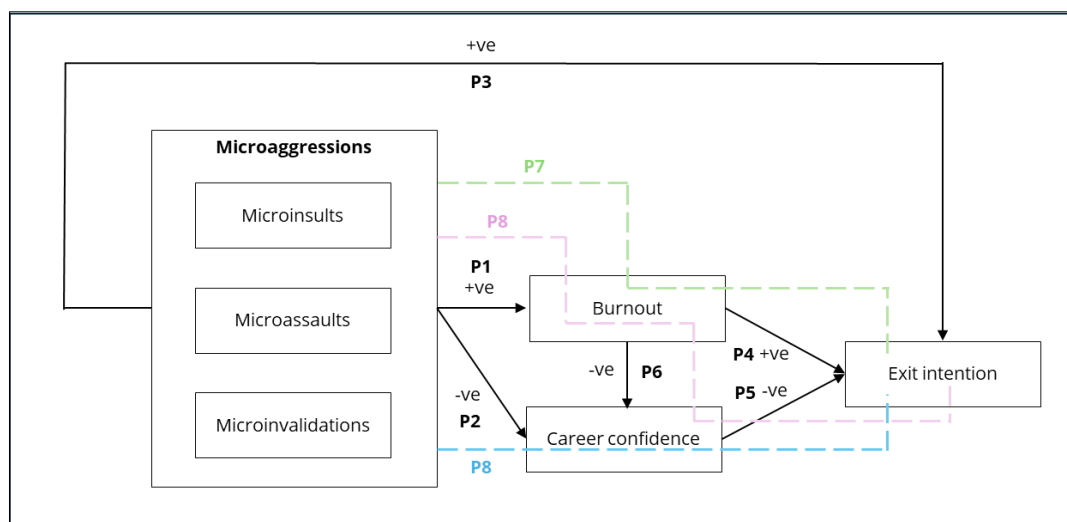 +ve
P3
Microaggressions
P7
Microinsults
P8
P1
+ve
Burnout
Microassaults
P4 +ve
-ve
P6
Exit intention
-ve
P5 -ve
P2
Microinvalidations
Career confidence
P8